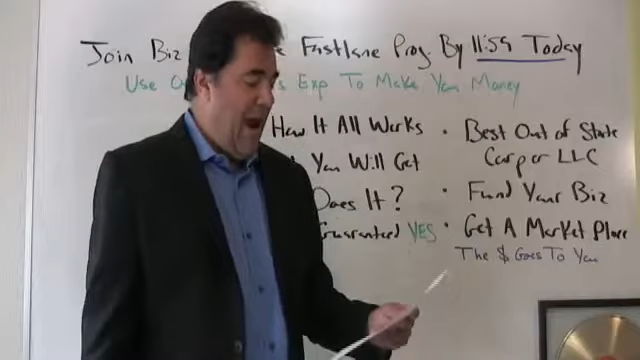 Join Biz Fastlane Prog. By 11:59 Today
Use Exp To Make You Money
How It All Works
You Will Get
Does It?
Guaranteed YES
• Best Out of State
Corp or LLC
• Fund Your Biz
• Get A Market Place
The $ Goes To You